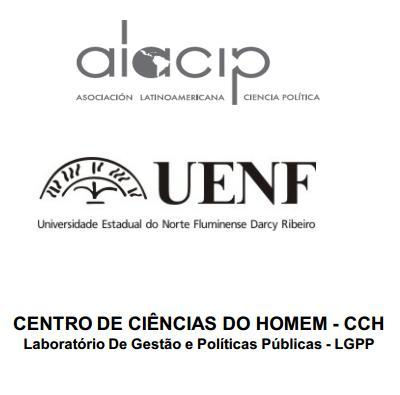 alacip
ASOCIACIÓN LATINOAMERICANA CIENCIA POLÍTICA
UENF
Universidade Estadual do Norte Fluminense Darcy Ribeiro
CENTRO DE CIÊNCIAS DO HOMEM - CCH
Laboratório De Gestão e Políticas Públicas - LGPP